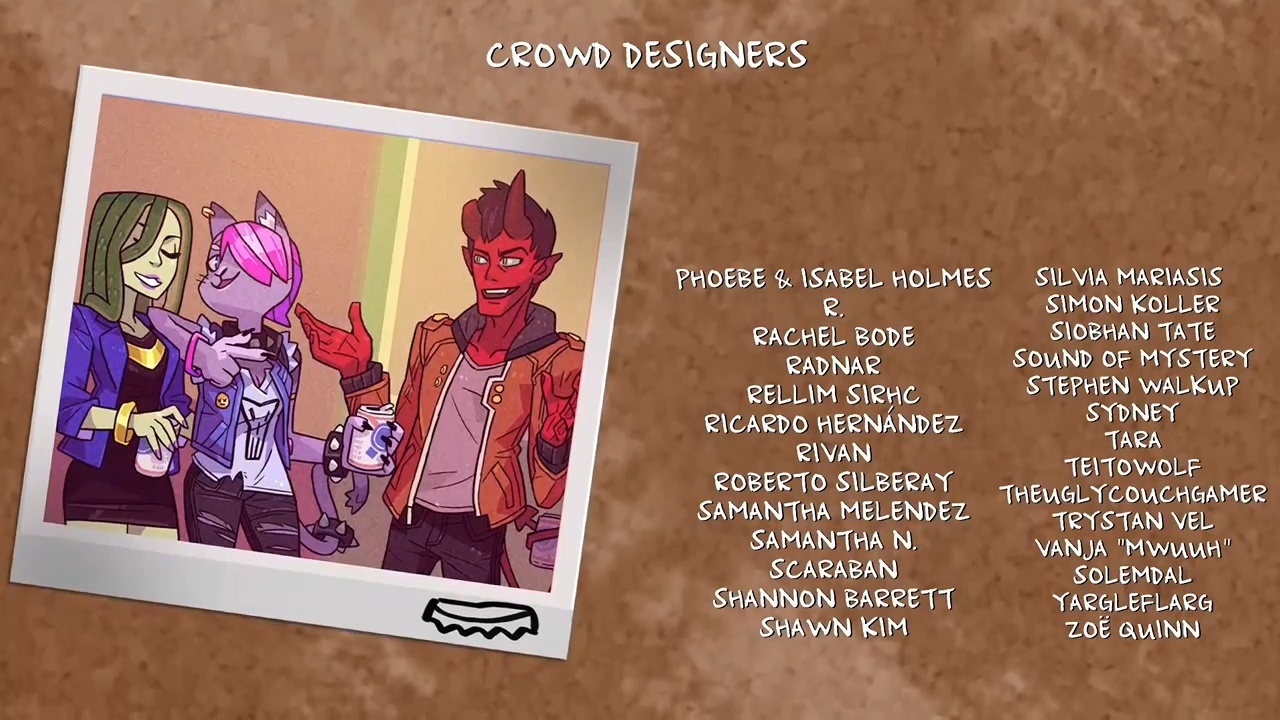 CROWD DESIGNERS
PHOEBE & ISABEL HOLMES
R.
RACHEL BODE
RADNAR
RELLIM SIRHC
RICARDO HERNÁNDEZ
RIVAN
ROBERTO SILBERAY
SAMANTHA MELENDEZ
SAMANTHA N.
SCARABAN
SHANNON BARRETT
SHAWN KIM
SILVIA MARIASIS
SIMON KOLLER
SIOBHAN TATE
SOUND OF MYSTERY
STEPHEN WALKUP
SYDNEY
TARA
TEITOWOLF
THEUGLYCOUCHGAMER
TRYSTAN VEL
VANJA "MWUUH"
SOLEMDAL
YARGLEFLARG
ZOË QUINN